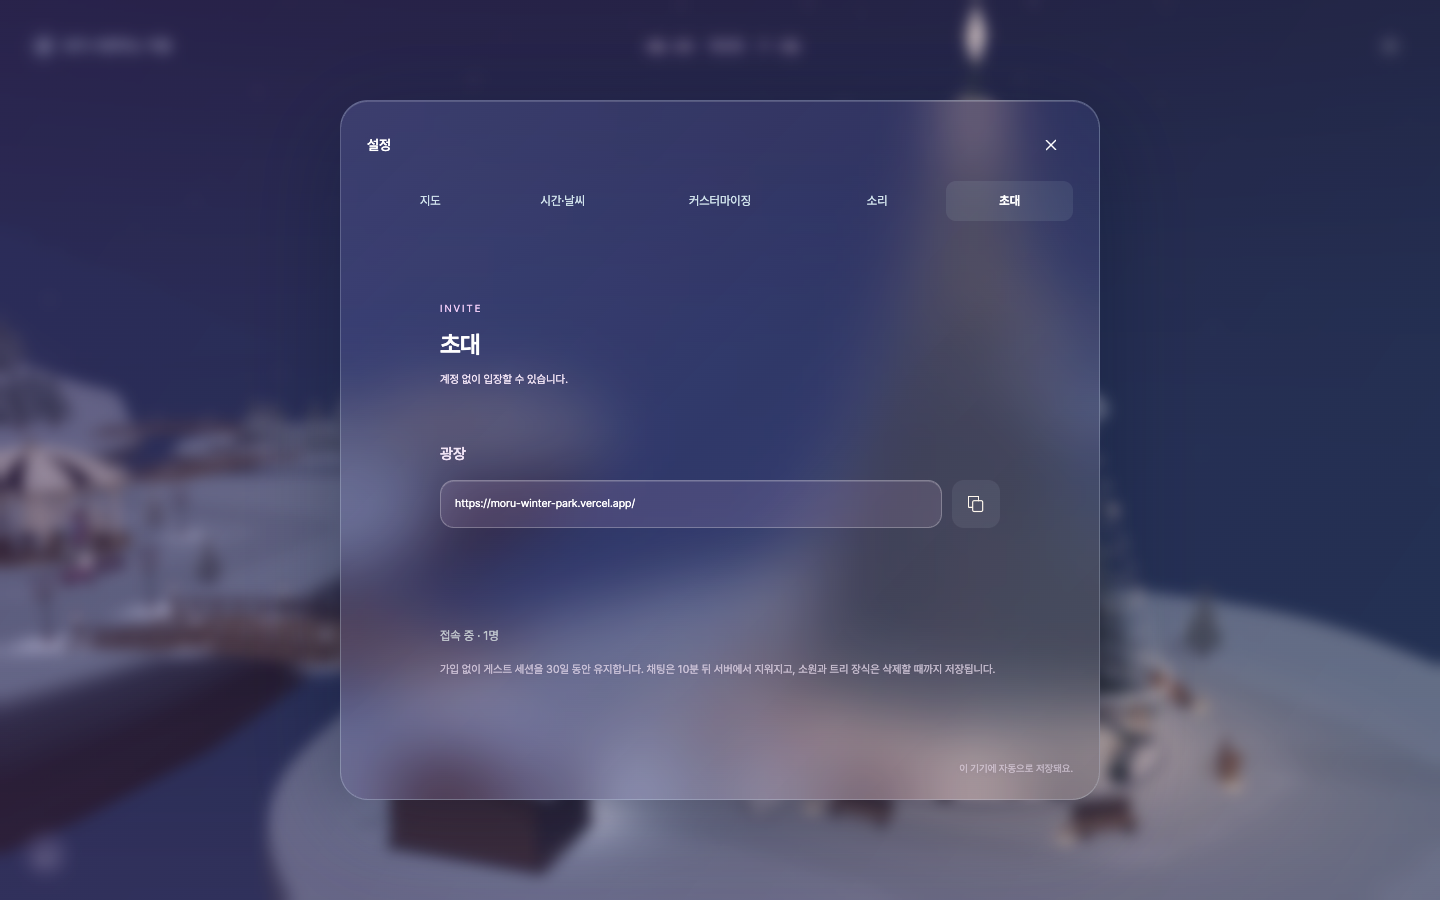 설정
지도
시간·날씨
커스터마이징
소리
초대
INVITE
초대
계정 없이 입장할 수 있습니다.
광장
https://moru-winter-park.vercel.app/
접속 중 · 1명
가입 없이 게스트 세션을 30일 동안 유지합니다. 채팅은 10분 뒤 서버에서 지워지고, 소원과 트리 장식은 삭제할 때까지 저장됩니다.
이 기기에 자동으로 저장돼요.